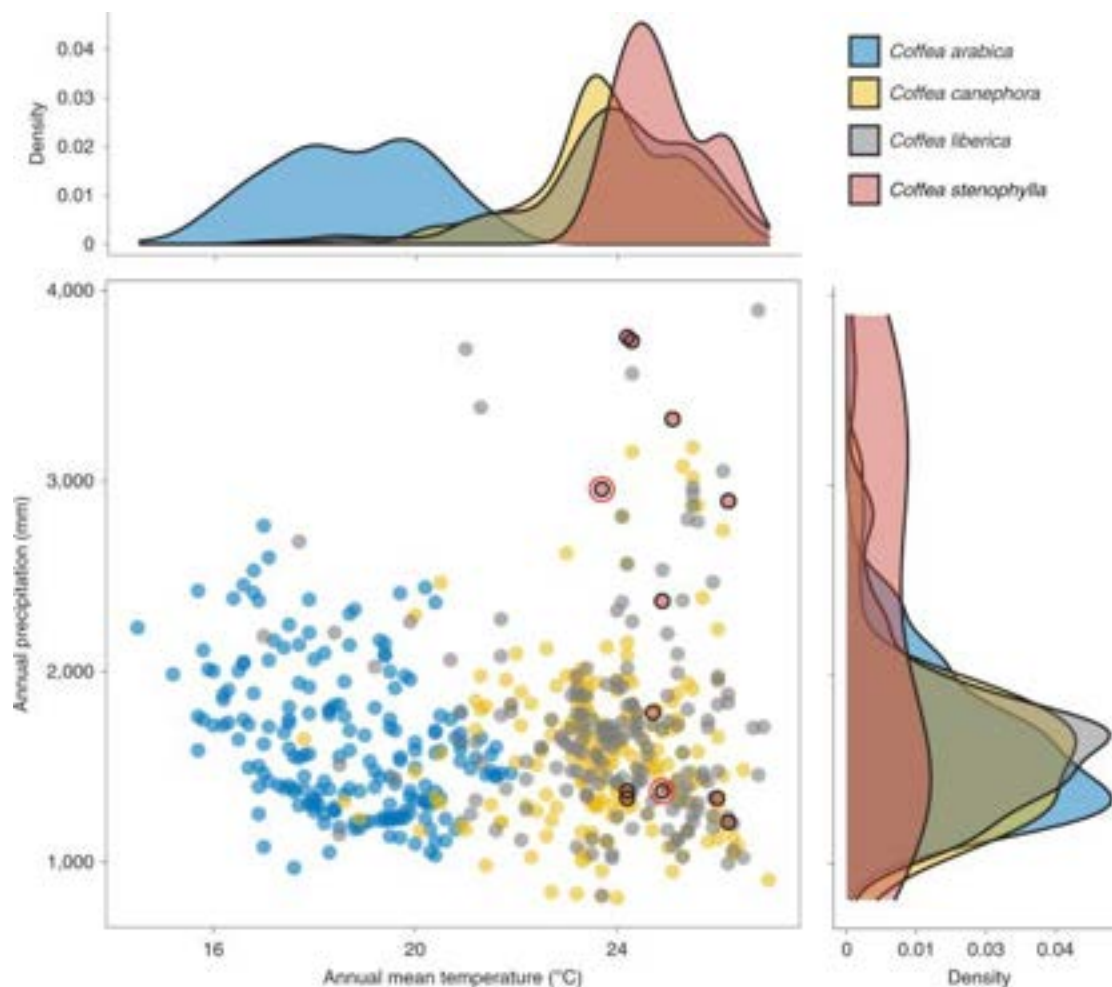 0.04
0.03
0.02
0.01
0
Density
16
20
24
Coffea arabica
Coffea canephora
Coffea liberica
Coffea stenophylla
4,000
3,000
2,000
1,000
Annual precipitation (mm)
16
20
24
Annual mean temperature (°C)
0
0.01
0.03
0.04
Density